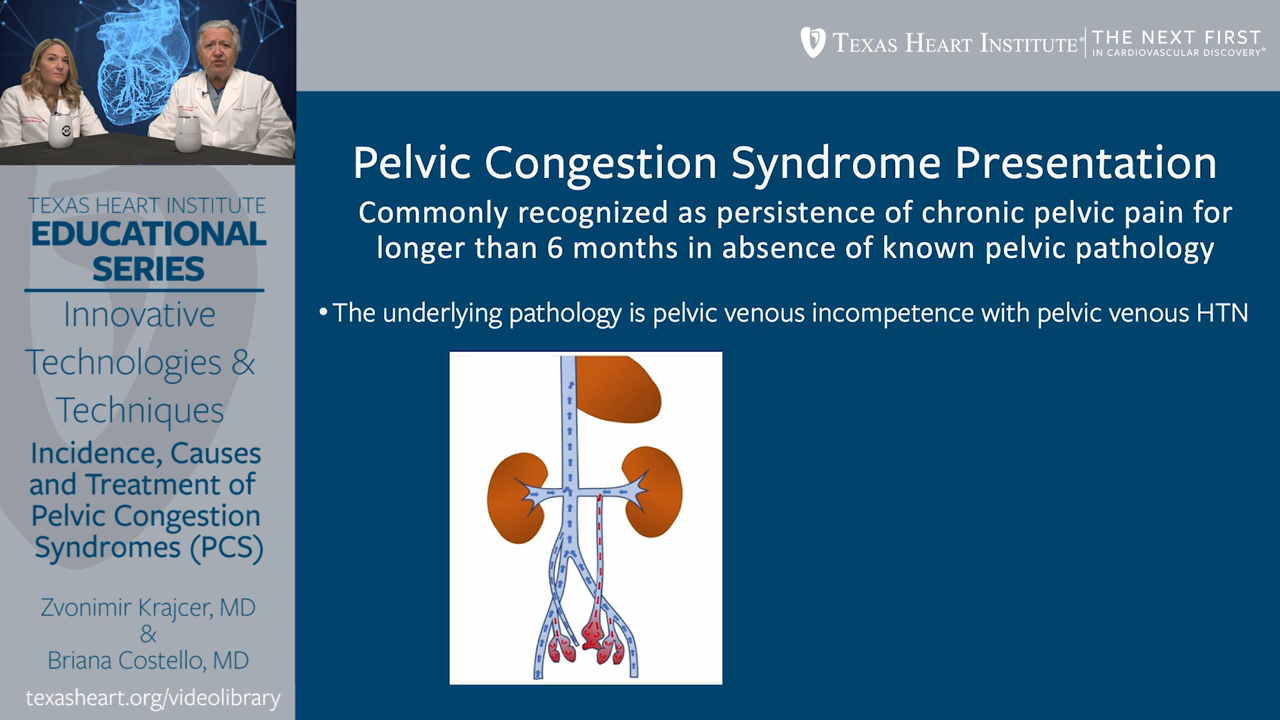 TEXAS HEART INSTITUTE®
THE NEXT FIRST
IN CARDIOVASCULAR DISCOVERY®
TEXAS HEART INSTITUTE
EDUCATIONAL
SERIES
Innovative
Technologies &
Techniques
Incidence, Causes
and Treatment of
Pelvic Congestion
Syndromes (PCS)
Zvonimir Krajcer, MD
&
Briana Costello, MD
texasheart.org/videolibrary
Pelvic Congestion Syndrome Presentation
Commonly recognized as persistence of chronic pelvic pain for
longer than 6 months in absence of known pelvic pathology
• The underlying pathology is pelvic venous incompetence with pelvic venous HTN